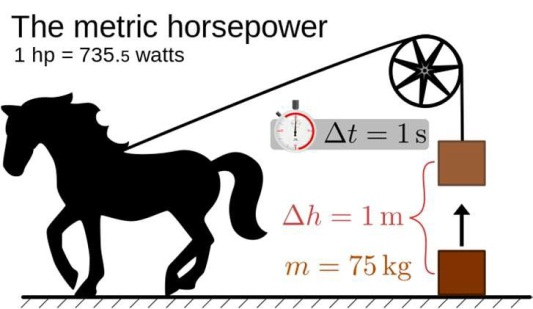 The metric horsepower
1 hp = 735.5 watts
Δt = 1 s
Δh = 1 m
m = 75 kg